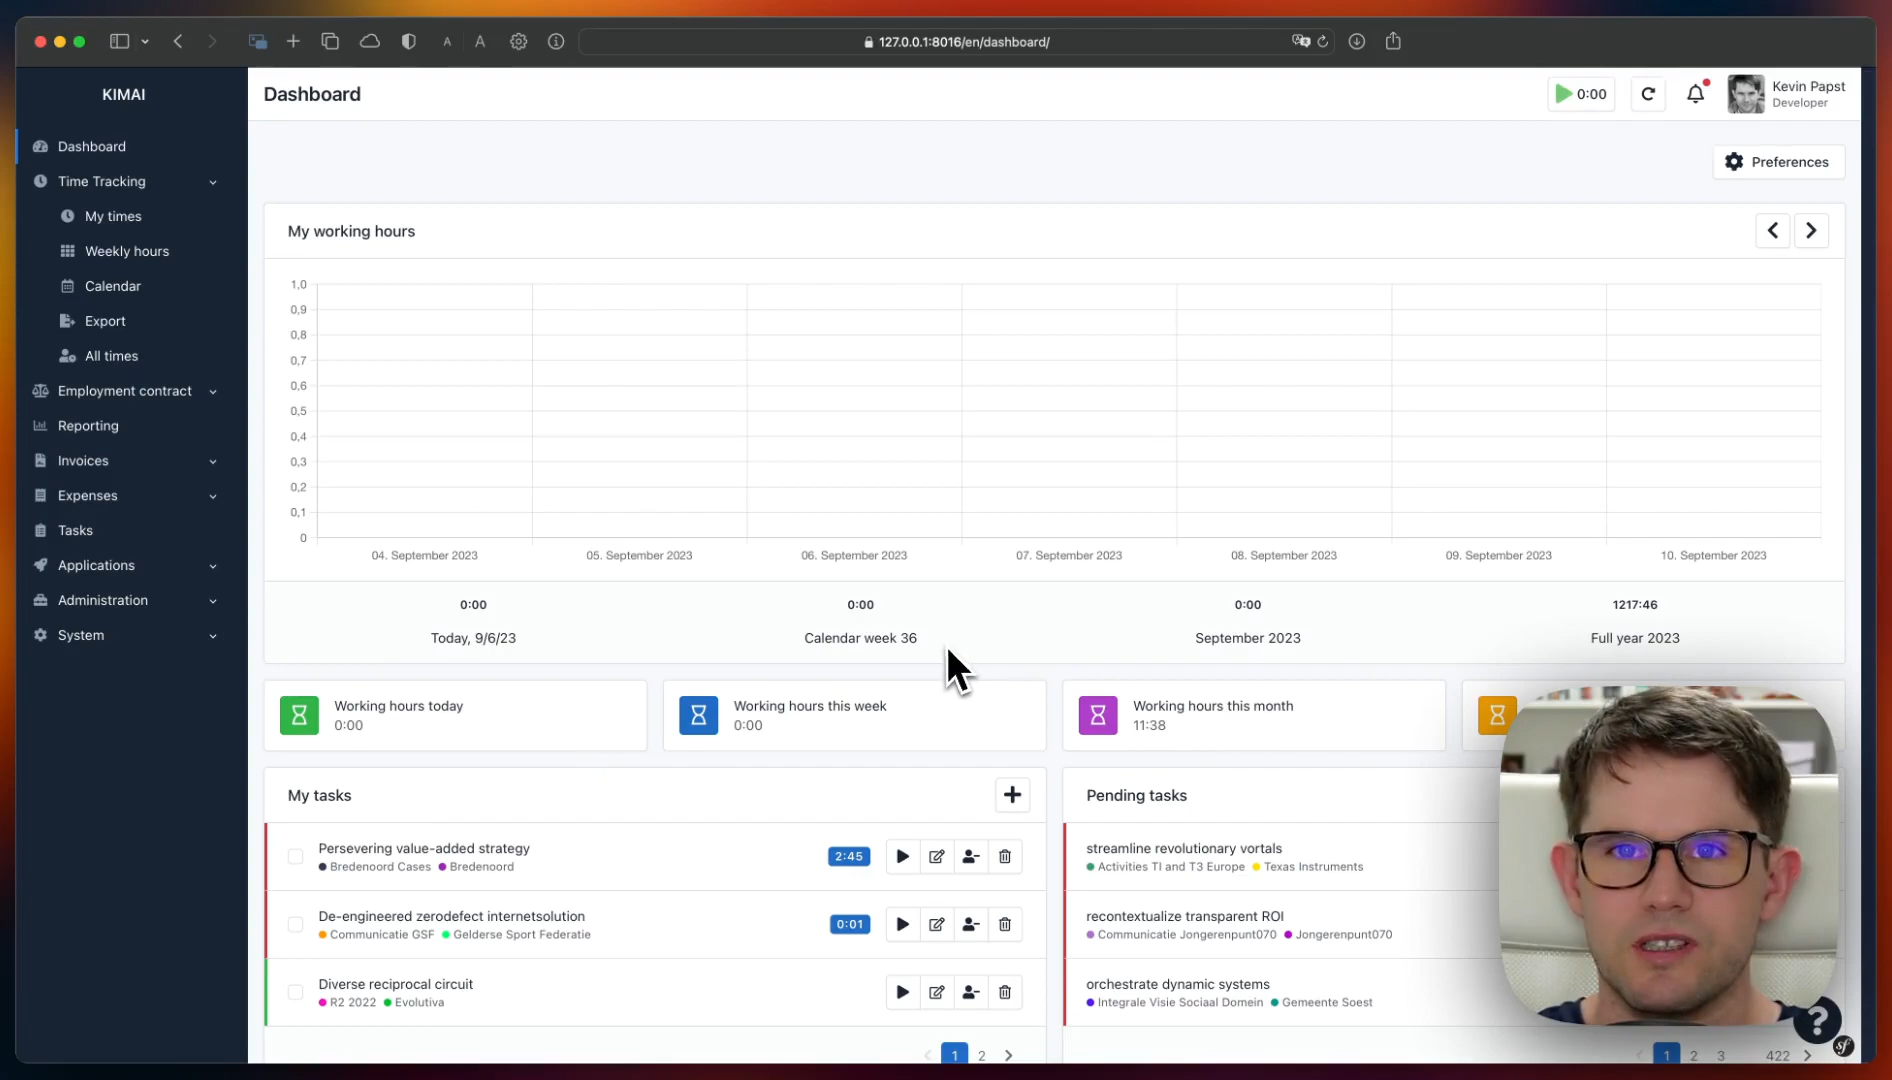 127.0.0.1:8016/en/dashboard/
KIMAI
Dashboard
Time Tracking
My times
Weekly hours
Calendar
Export
All times
Employment contract
Reporting
Invoices
Expenses
Tasks
Applications
Administration
System
Dashboard
0:00
Kevin Papst
Developer
Preferences
My working hours
1,0
0,9
0,8
0,7
0,6
0,5
0,4
0,3
0,2
0,1
0
04. September 2023
05. September 2023
06. September 2023
07. September 2023
08. September 2023
09. September 2023
10. September 2023
0:00
Today, 9/6/23
0:00
Calendar week 36
0:00
September 2023
1217:46
Full year 2023
Working hours today
0:00
Working hours this week
0:00
Working hours this month
11:38
My tasks
Persevering value-added strategy
Bredenoord Cases Bredenoord
2:45
De-engineered zerodefect internetsolution
Communicatie GSF Gelderse Sport Federatie
0:01
Diverse reciprocal circuit
R2 2022 Evolutiva
1 2
Pending tasks
streamline revolutionary vortals
Activities TI and T3 Europe Texas Instruments
recontextualize transparent ROI
Communicatie Jongerenpunt070 Jongerenpunt070
orchestrate dynamic systems
Integrale Visie Sociaal Domein Gemeente Soest
1 2 3 422